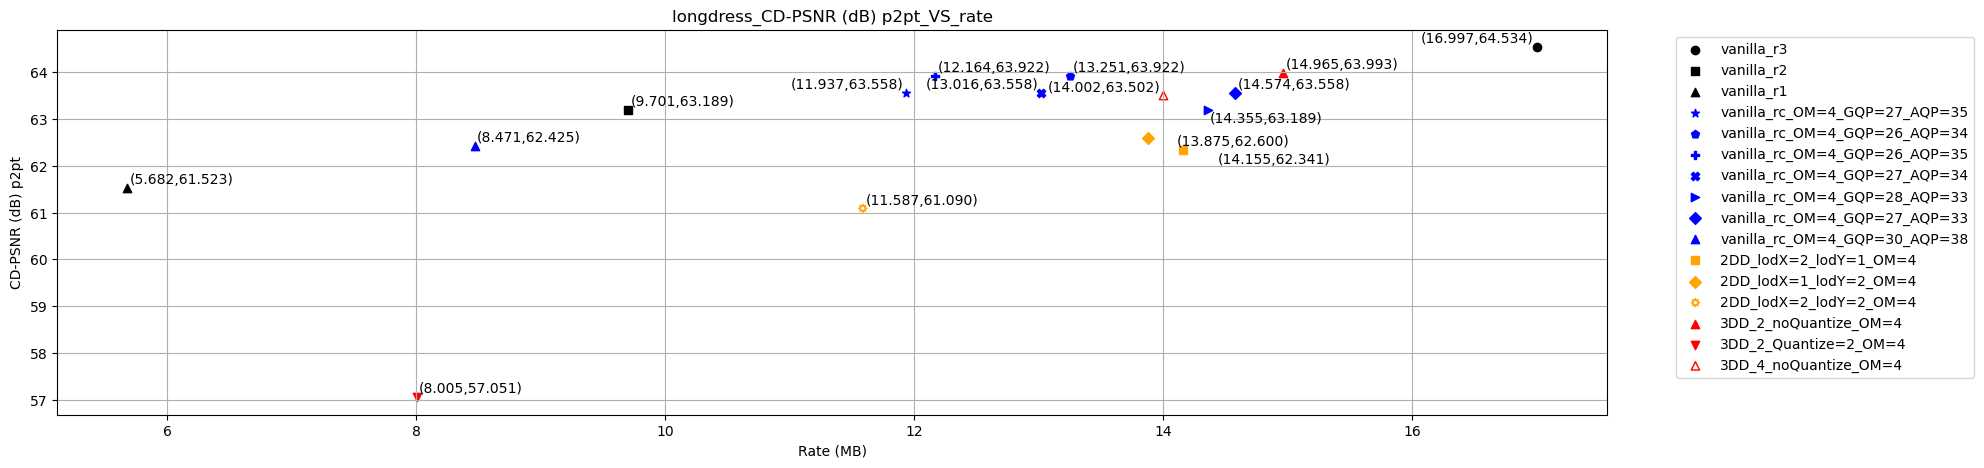 longdress_CD-PSNR (dB) p2pt_VS_rate
CD-PSNR (dB) p2pt
64
63
62
61
60
59
58
57
(16.997,64.534)
(14.965,63.993)
(12.164,63.922)
(13.251,63.922)
(11.937,63.558)
(13.016,63.558)
(14.002,63.502)
(14.574,63.558)
(9.701,63.189)
(14.355,63.189)
(8.471,62.425)
(13.875,62.600)
(14.155,62.341)
(5.682,61.523)
(11.587,61.090)
(8.005,57.051)
6
8
10
12
14
16
Rate (MB)
vanilla_r3
vanilla_r2
vanilla_r1
vanilla_rc_OM=4_GQP=27_AQP=35
vanilla_rc_OM=4_GQP=26_AQP=34
vanilla_rc_OM=4_GQP=26_AQP=35
vanilla_rc_OM=4_GQP=27_AQP=34
vanilla_rc_OM=4_GQP=28_AQP=33
vanilla_rc_OM=4_GQP=27_AQP=33
vanilla_rc_OM=4_GQP=30_AQP=38
2DD_lodX=2_lodY=1_OM=4
2DD_lodX=1_lodY=2_OM=4
2DD_lodX=2_lodY=2_OM=4
3DD_2_noQuantize_OM=4
3DD_2_Quantize=2_OM=4
3DD_4_noQuantize_OM=4